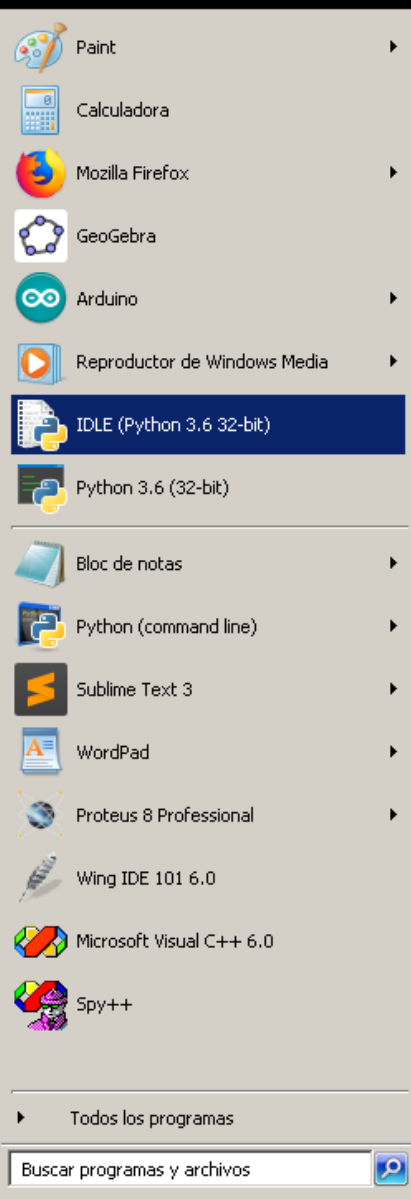 Paint
Calculadora
Mozilla Firefox
GeoGebra
Arduino
Reproductor de Windows Media
IDLE (Python 3.6 32-bit)
Python 3.6 (32-bit)
Bloc de notas
Python (command line)
Sublime Text 3
WordPad
Proteus 8 Professional
Wing IDE 101 6.0
Microsoft Visual C++ 6.0
Spy++
Todos los programas
Buscar programas y archivos